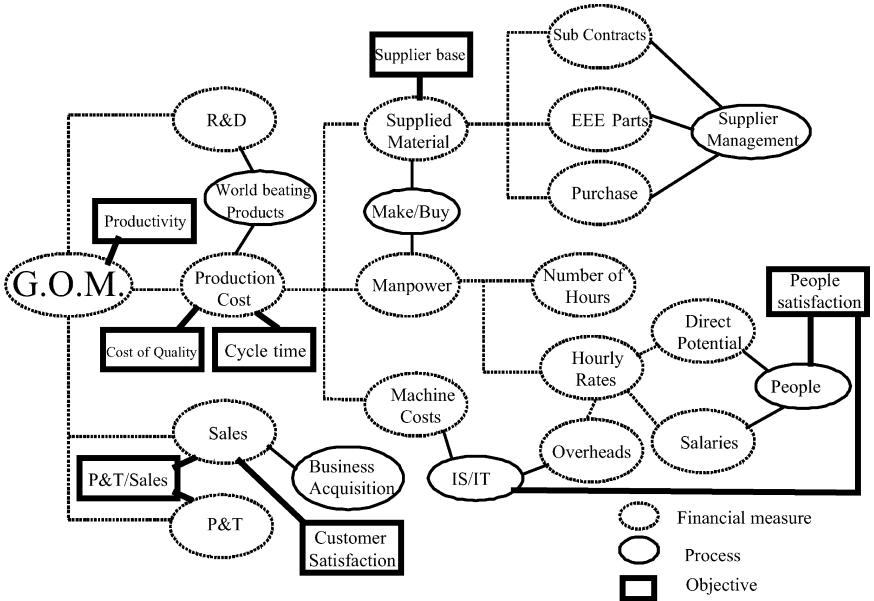 Sub Contracts
Supplier base
R&D
Supplied
Material
EEE Parts
Supplier
Management
World beating
Products
Purchase
Productivity
Make/Buy
G.O.M.
Production
Cost
Manpower
Number of
Hours
People
satisfaction
Direct
Potential
Cost of Quality
Cycle time
Hourly
Rates
People
Machine
Costs
Sales
Overheads
Salaries
P&T/Sales
Business
Acquisition
IS/IT
P&T
Customer
Satisfaction
Financial measure
Process
Objective